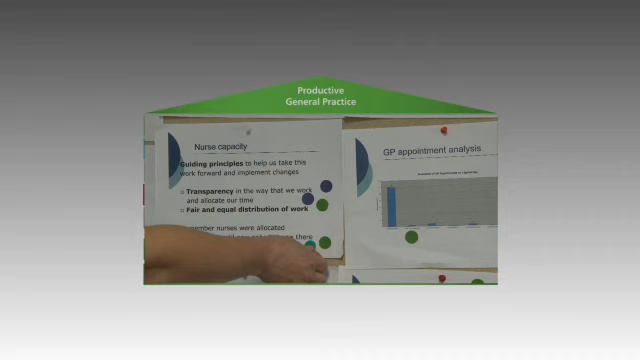 Productive
General Practice
Nurse capacity
Guiding principles to help us take this
work forward and implement changes
Transparency in the way that we work
and allocate our time
Fair and equal distribution of work
nurses were allocated
there
GP appointment analysis